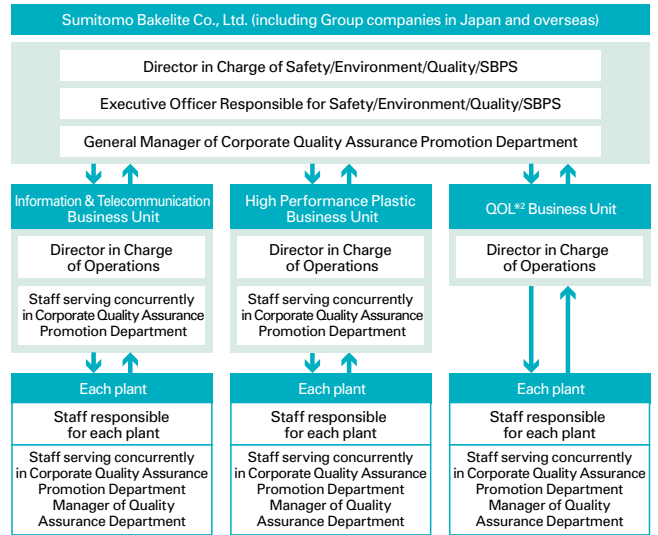 Sumitomo Bakelite Co., Ltd. (including Group companies in Japan and overseas)
Director in Charge of Safety/Environment/Quality/SBPS
Executive Officer Responsible for Safety/Environment/Quality/SBPS
General Manager of Corporate Quality Assurance Promotion Department
Information & Telecommunication
Business Unit
Director in Charge
of Operations
Staff serving concurrently
in Corporate Quality Assurance
Promotion Department
High Performance Plastic
Business Unit
Director in Charge
of Operations
Staff serving concurrently
in Corporate Quality Assurance
Promotion Department
QOL*2 Business Unit
Director in Charge
of Operations
Each plant
Staff responsible
for each plant
Staff serving concurrently
in Corporate Quality Assurance
Promotion Department
Manager of Quality
Assurance Department
Each plant
Staff responsible
for each plant
Staff serving concurrently
in Corporate Quality Assurance
Promotion Department
Manager of Quality
Assurance Department
Each plant
Staff responsible
for each plant
Staff serving concurrently
in Corporate Quality Assurance
Promotion Department
Manager of Quality
Assurance Department